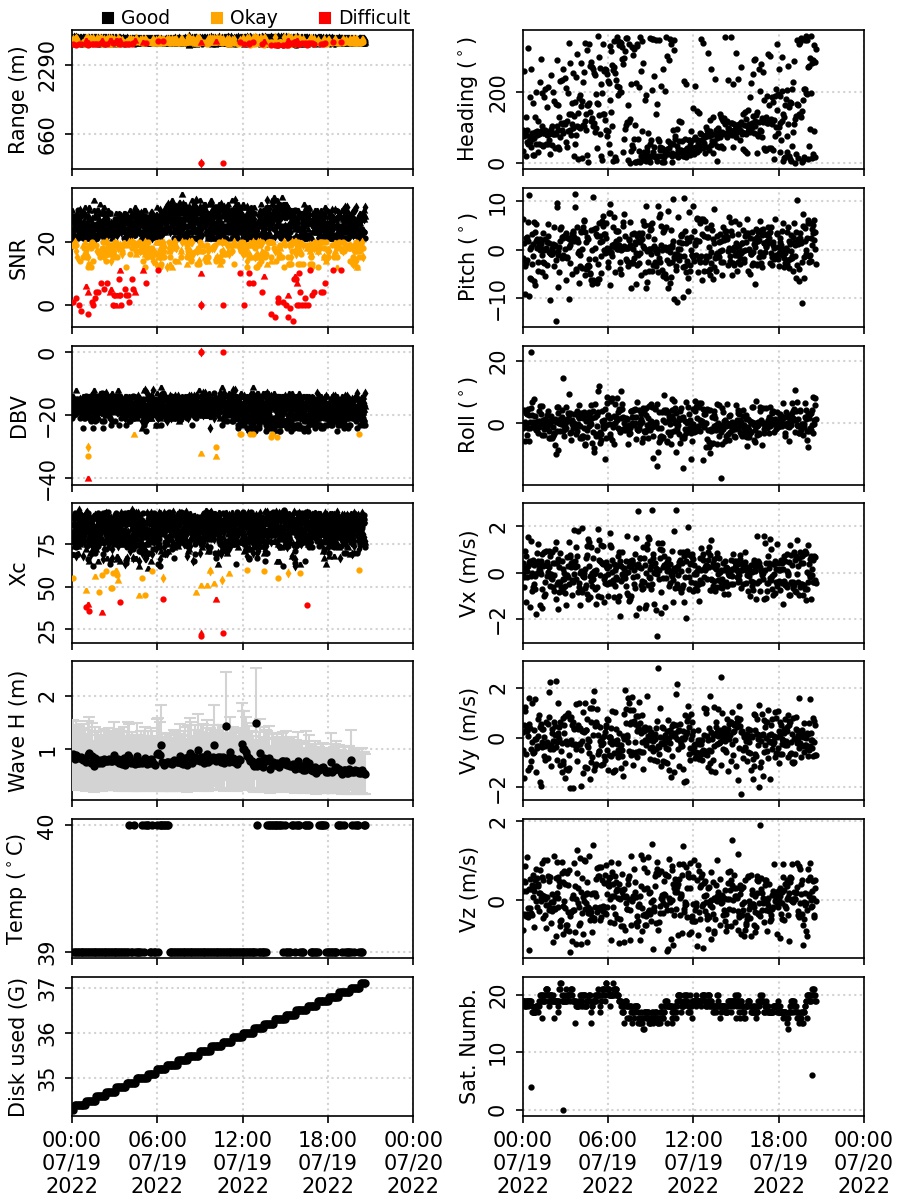 Good Okay Difficult
Range (m)
2290
660
Heading (°)
200
0
SNR
20
0
Pitch (°)
10
0
−10
DBV
0
−20
−40
Roll (°)
20
0
Xc
75
50
25
Vx (m/s)
2
0
−2
Wave H (m)
2
1
Vy (m/s)
2
0
−2
Temp (°C)
40
39
Vz (m/s)
2
0
Disk used (G)
37
36
35
Sat. Numb.
20
10
0
00:00 06:00 12:00 18:00 00:00
07/19 07/19 07/19 07/19 07/20
2022 2022 2022 2022 2022
00:00 06:00 12:00 18:00 00:00
07/19 07/19 07/19 07/19 07/20
2022 2022 2022 2022 2022